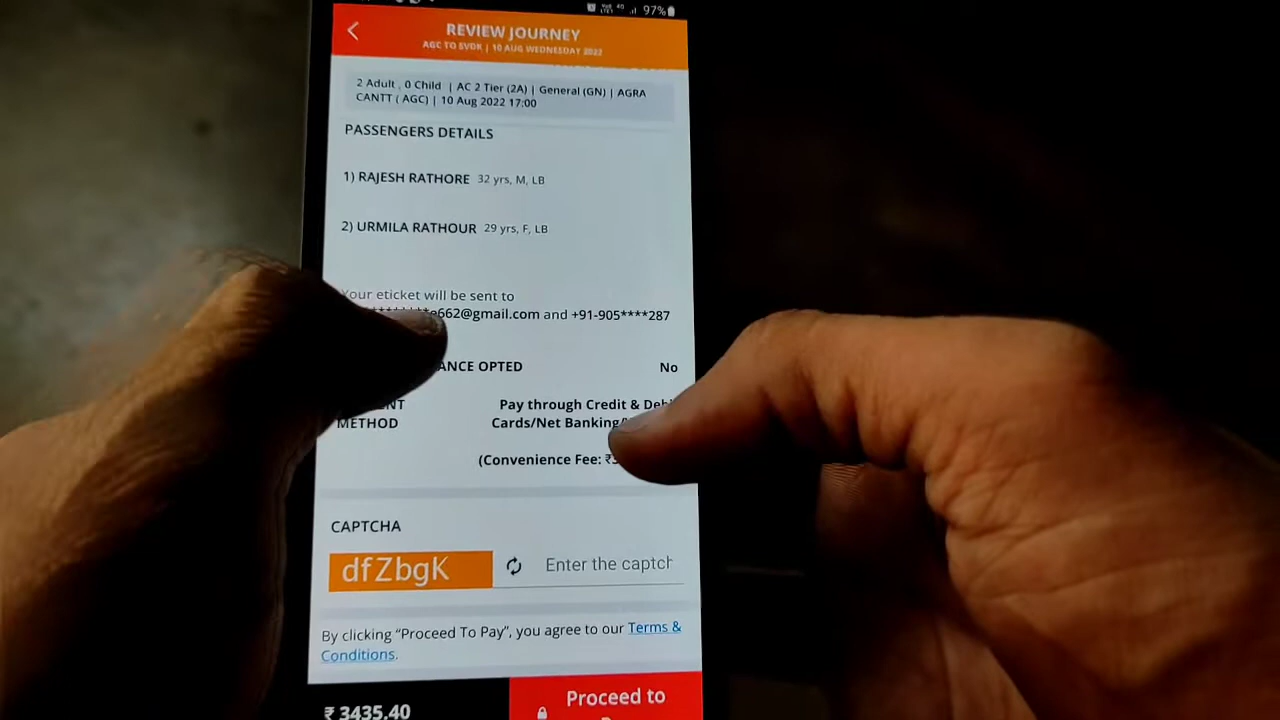 97%
REVIEW JOURNEY
AGC TO SVDK | 10 AUG WEDNESDAY 2022
2 Adult , 0 Child | AC 2 Tier (2A) | General (GN) | AGRA
CANTT ( AGC) | 10 Aug 2022 17:00
PASSENGERS DETAILS
1) RAJESH RATHORE 32 yrs, M, LB
2) URMILA RATHOUR 29 yrs, F, LB
Your eticket will be sent to
e662@gmail.com and +91-905****287
OPTED No
Pay through Credit &
METHOD Cards/Net Banking/
(Convenience Fee:
CAPTCHA
dfZbgK Enter the captch
By clicking “Proceed To Pay”, you agree to our Terms &
Conditions.
₹ 3435.40 Proceed to